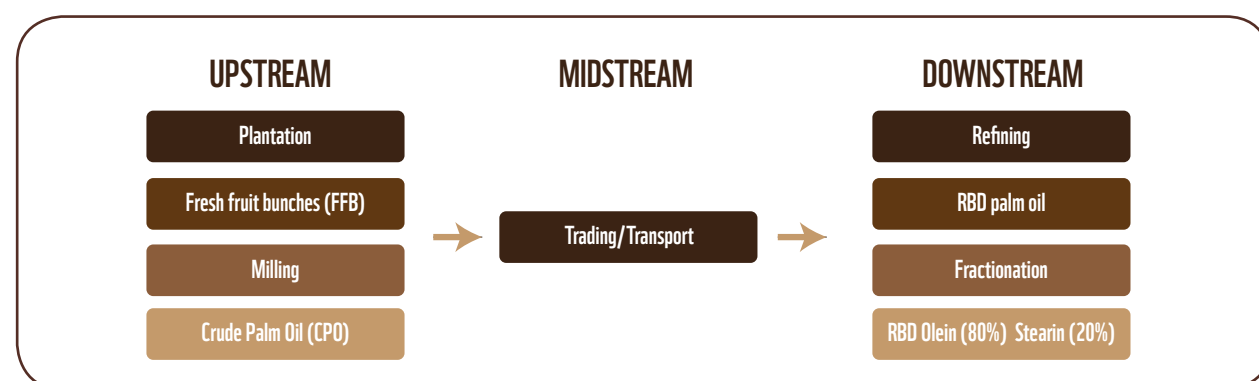 UPSTREAM
Plantation
Fresh fruit bunches (FFB)
Milling
Crude Palm Oil (CPO)
MIDSTREAM
Trading/Transport
DOWNSTREAM
Refining
RBD palm oil
Fractionation
RBD Olein (80%) Stearin (20%)